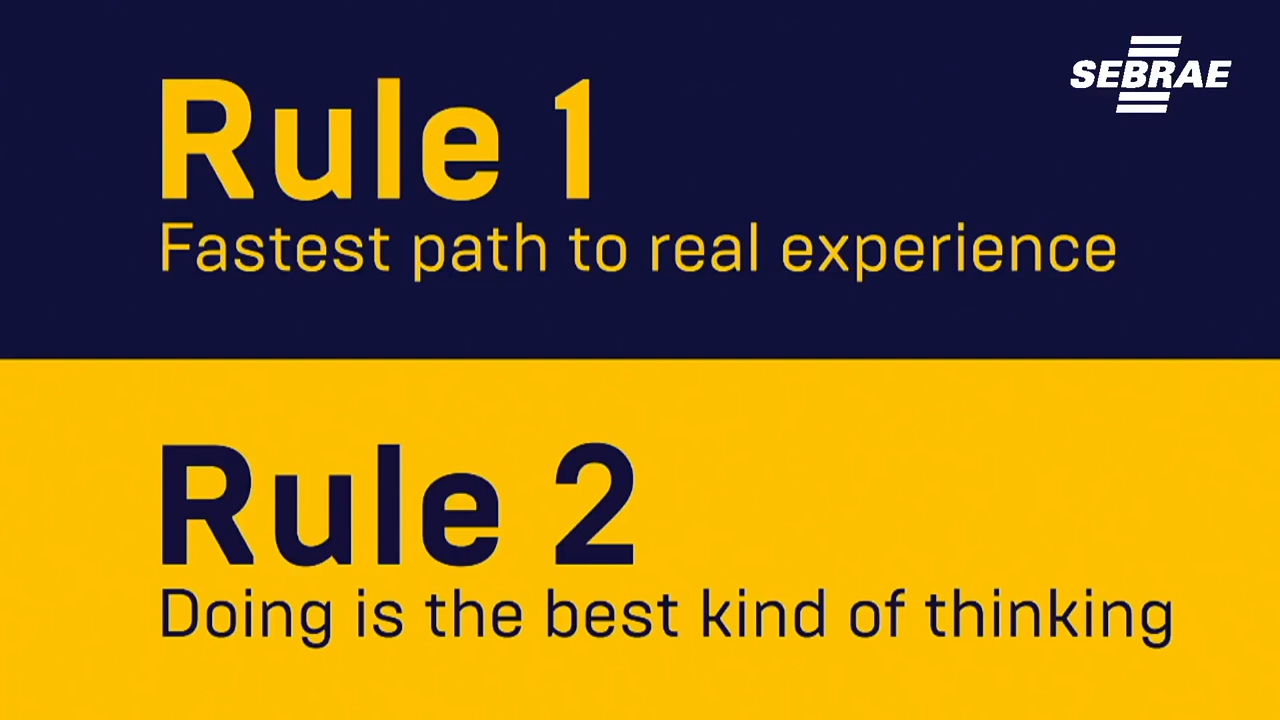 SEBRAE
Rule 1
Fastest path to real experience
Rule 2
Doing is the best kind of thinking